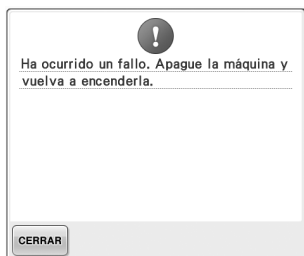 Ha ocurrido un fallo. Apague la máquina y
vuelva a encenderla.
CERRAR